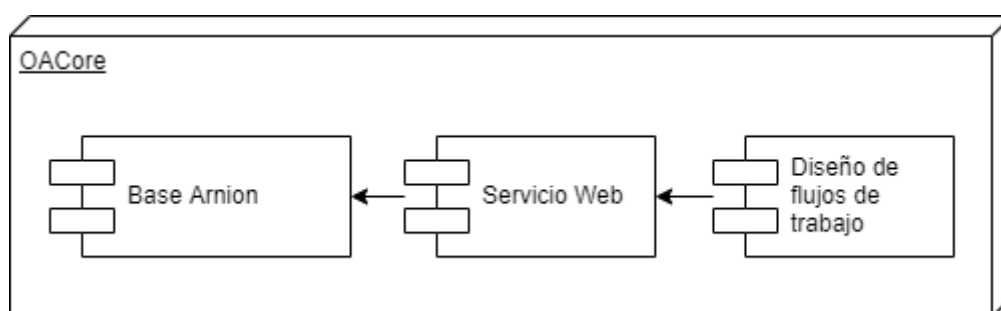 OACore
Base Arnion
Servicio Web
Diseño de
flujos de
trabajo